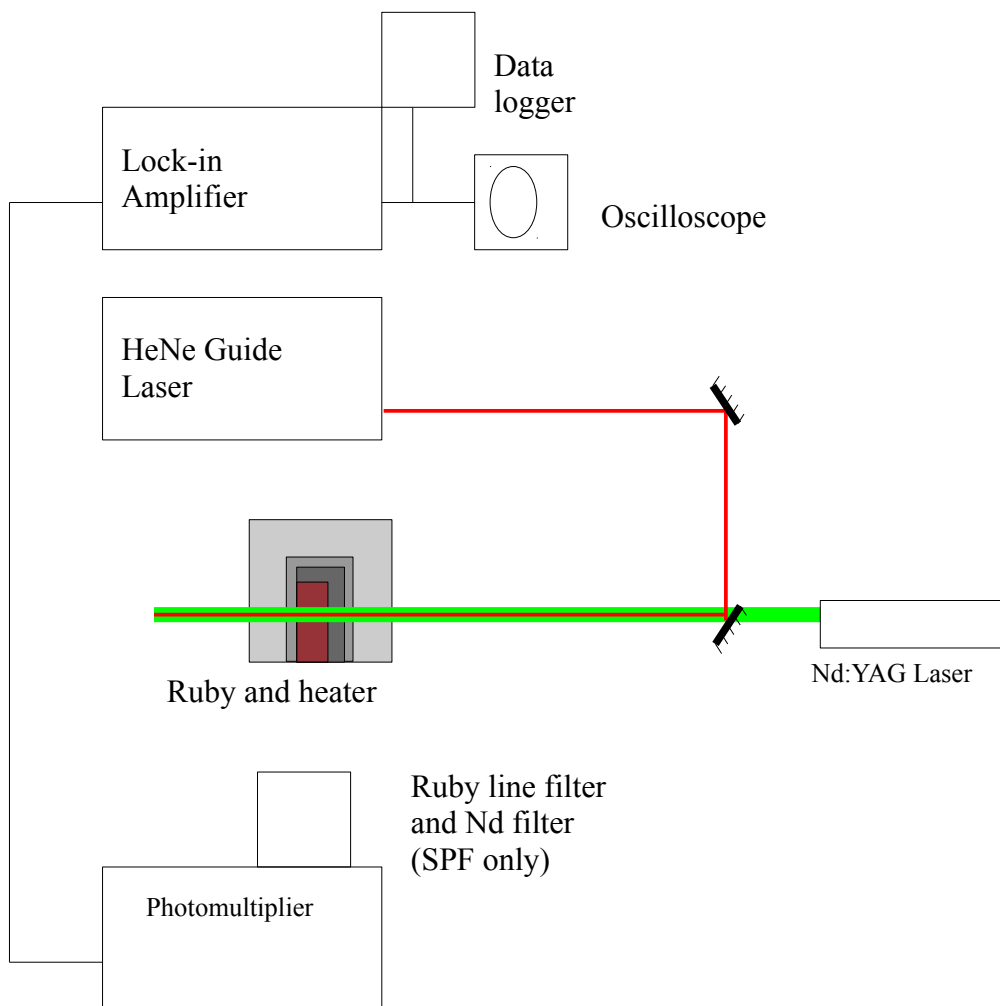 Data
logger
Lock-in
Amplifier
Oscilloscope
HeNe Guide
Laser
Nd:YAG Laser
Ruby and heater
Ruby line filter
and Nd filter
(SPF only)
Photomultiplier